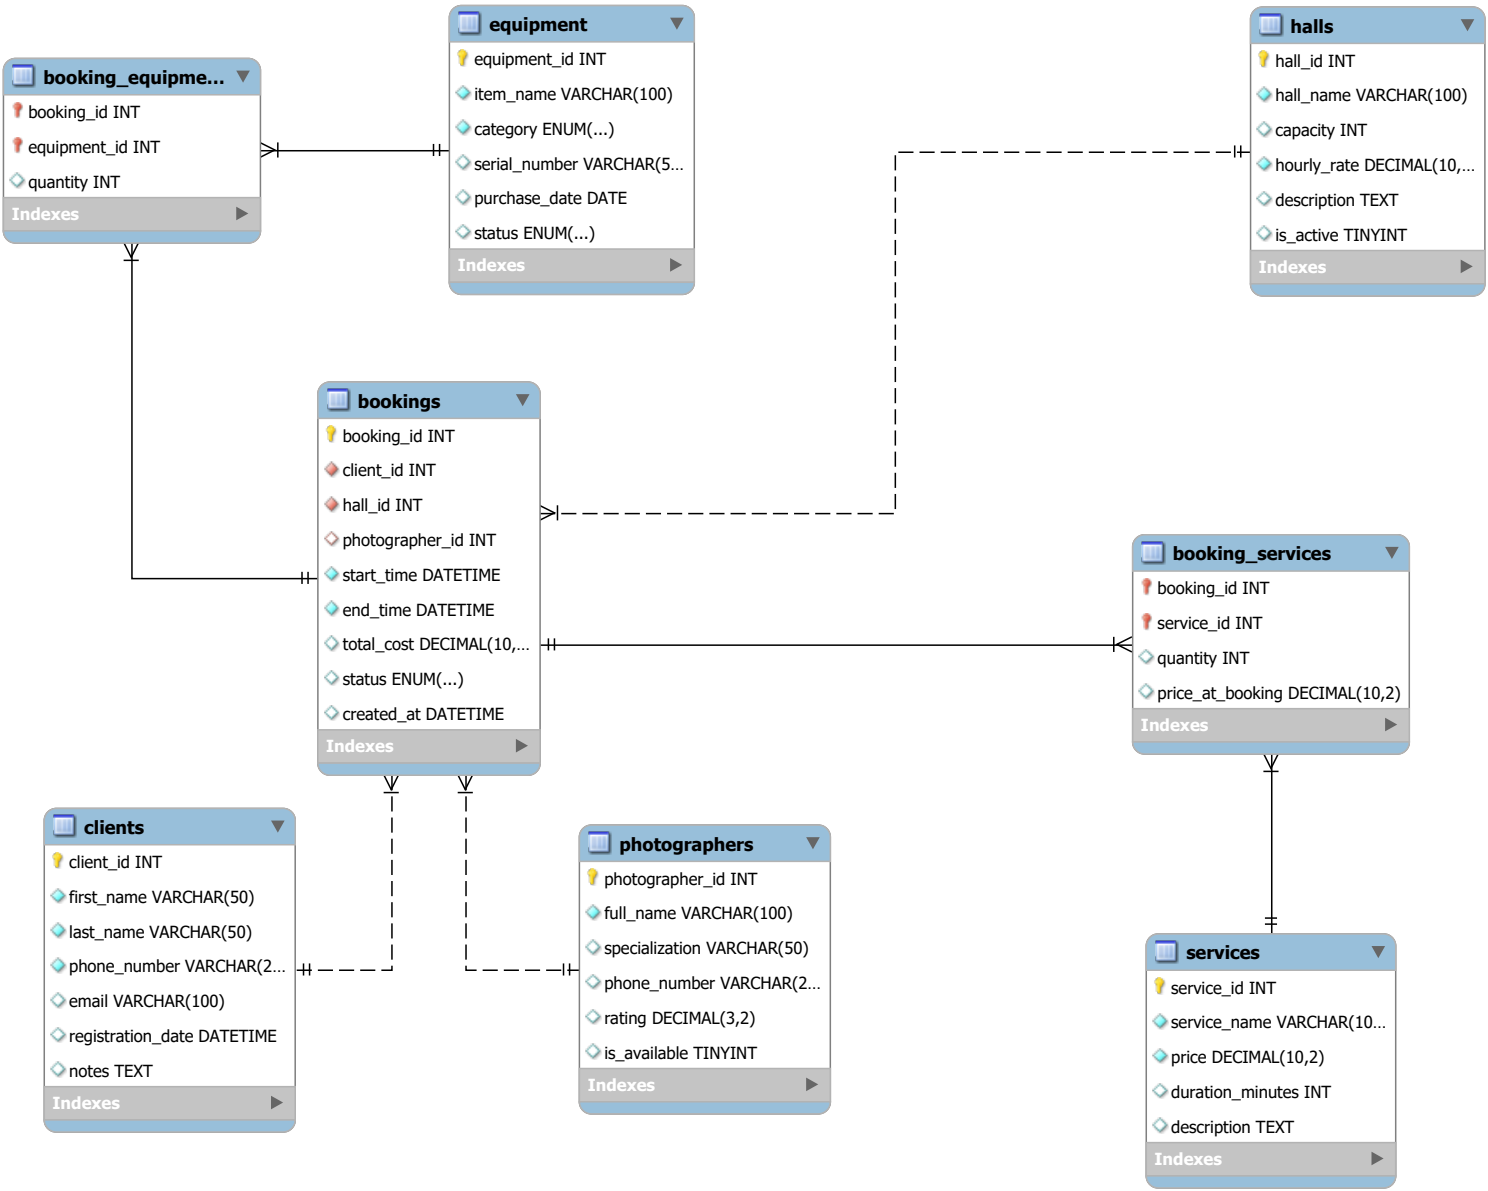 booking_equipme...
booking_id INT
equipment_id INT
quantity INT
Indexes
equipment
equipment_id INT
item_name VARCHAR(100)
category ENUM(...)
serial_number VARCHAR(5...
purchase_date DATE
status ENUM(...)
Indexes
halls
hall_id INT
hall_name VARCHAR(100)
capacity INT
hourly_rate DECIMAL(10,...
description TEXT
is_active TINYINT
Indexes
bookings
booking_id INT
client_id INT
hall_id INT
photographer_id INT
start_time DATETIME
end_time DATETIME
total_cost DECIMAL(10,...
status ENUM(...)
created_at DATETIME
Indexes
booking_services
booking_id INT
service_id INT
quantity INT
price_at_booking DECIMAL(10,2)
Indexes
clients
client_id INT
first_name VARCHAR(50)
last_name VARCHAR(50)
phone_number VARCHAR(2...
email VARCHAR(100)
registration_date DATETIME
notes TEXT
Indexes
photographers
photographer_id INT
full_name VARCHAR(100)
specialization VARCHAR(50)
phone_number VARCHAR(2...
rating DECIMAL(3,2)
is_available TINYINT
Indexes
services
service_id INT
service_name VARCHAR(10...
price DECIMAL(10,2)
duration_minutes INT
description TEXT
Indexes